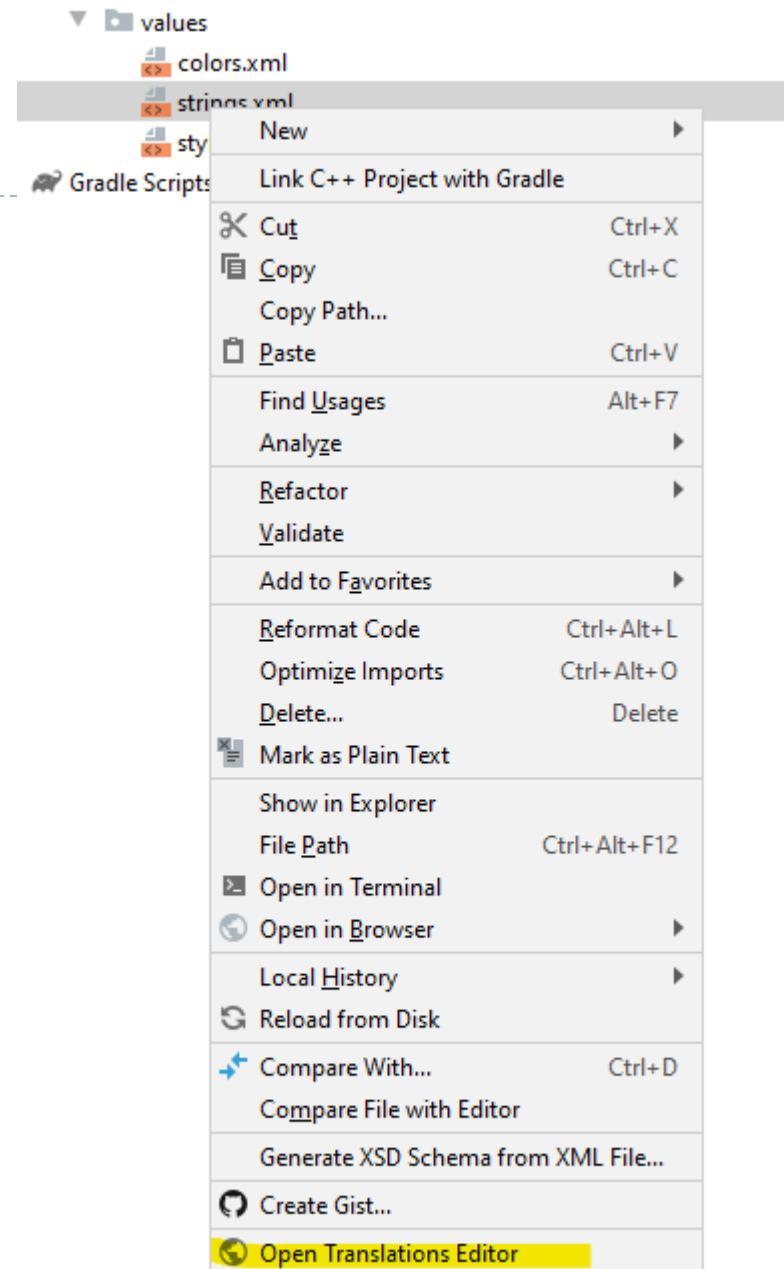 values
colors.xml
strings.xml
sty
Gradle Scripts
New
Link C++ Project with Gradle
Cut Ctrl+X
Copy Ctrl+C
Copy Path...
Paste Ctrl+V
Find Usages Alt+F7
Analyze
Refactor
Validate
Add to Favorites
Reformat Code Ctrl+Alt+L
Optimize Imports Ctrl+Alt+O
Delete... Delete
Mark as Plain Text
Show in Explorer
File Path Ctrl+Alt+F12
Open in Terminal
Open in Browser
Local History
Reload from Disk
Compare With... Ctrl+D
Compare File with Editor
Generate XSD Schema from XML File...
Create Gist...
Open Translations Editor